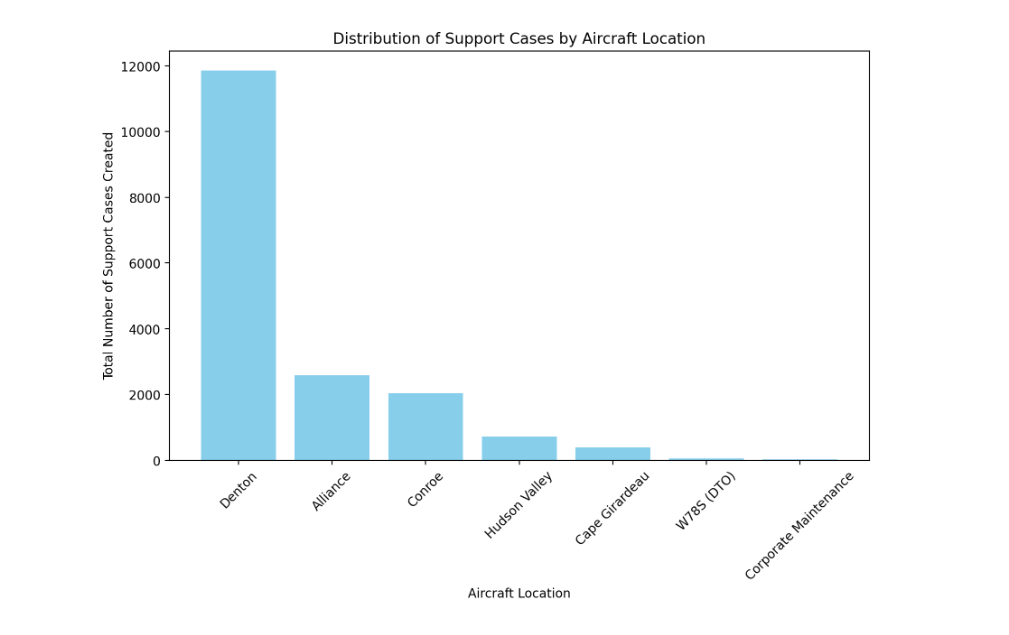 Distribution of Support Cases by Aircraft Location
Total Number of Support Cases Created
12000
10000
8000
6000
4000
2000
0
Denton
Alliance
Conroe
Hudson Valley
Cape Girardeau
W78S (DTO)
Corporate Maintenance
Aircraft Location